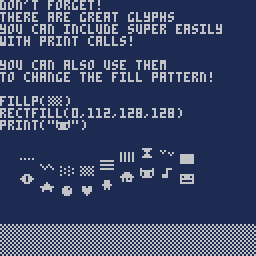 DON'T FORGET!
THERE ARE GREAT GLYPHS
YOU CAN INCLUDE SUPER EASILY
WITH PRINT CALLS!
YOU CAN ALSO USE THEM
TO CHANGE THE FILL PATTERN!
FILLP(▒)
RECTFILL(0,112,128,128)
PRINT("🐱")